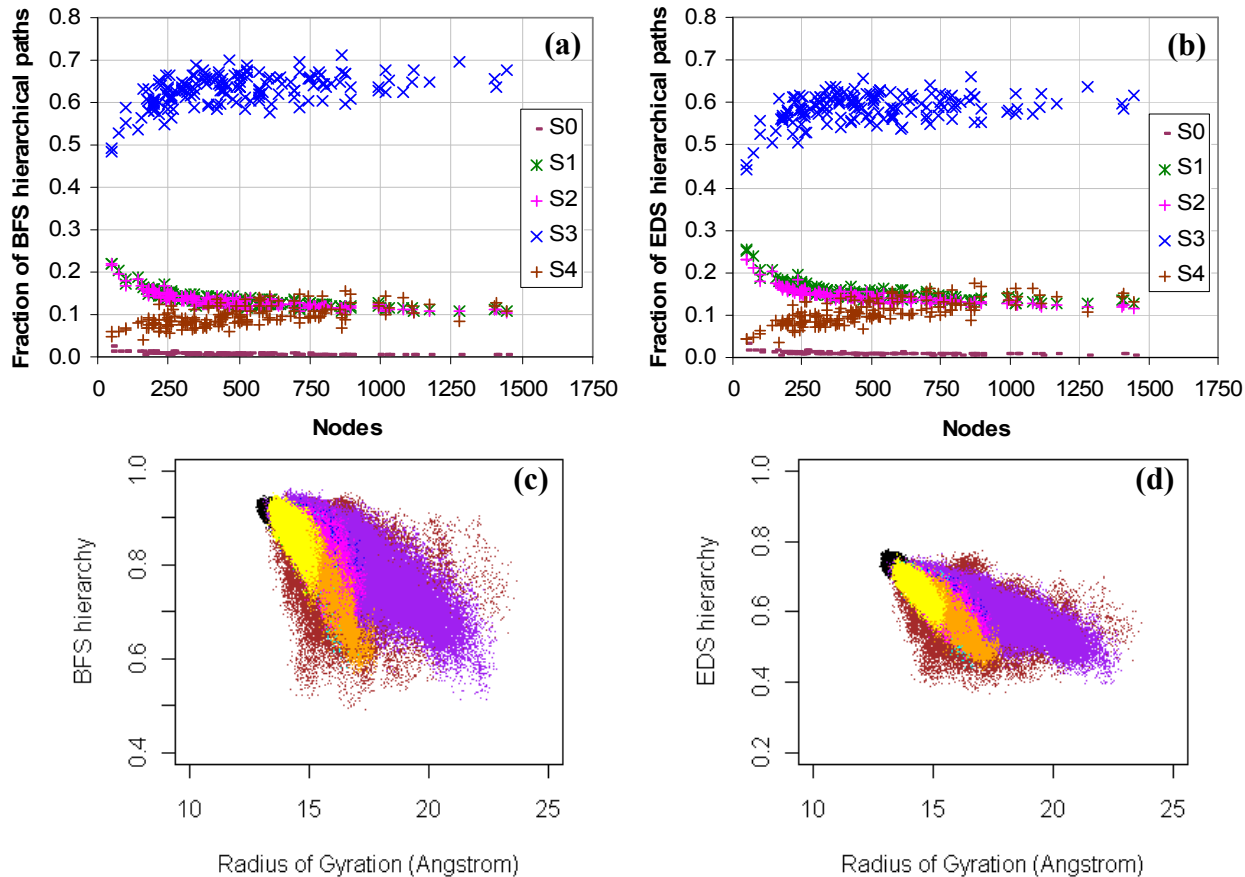 (a)
Fraction of BFS hierarchical paths
0.8
0.7
0.6
0.5
0.4
0.3
0.2
0.1
0.0
0 250 500 750 1000 1250 1500 1750
Nodes
S0
S1
S2
S3
S4
(b)
Fraction of EDS hierarchical paths
0.8
0.7
0.6
0.5
0.4
0.3
0.2
0.1
0.0
0 250 500 750 1000 1250 1500 1750
Nodes
S0
S1
S2
S3
S4
(c)
BFS hierarchy
1.0
0.8
0.6
0.4
10 15 20 25
Radius of Gyration (Angstrom)
(d)
EDS hierarchy
1.0
0.8
0.6
0.4
0.2
10 15 20 25
Radius of Gyration (Angstrom)